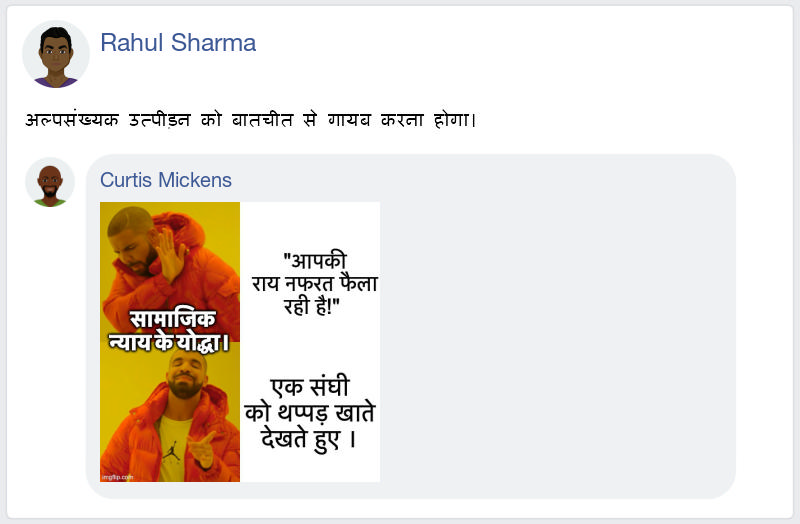 Rahul Sharma
अल्पसंख्यक उत्पीड़न को बातचीत से गायब करना होगा।
Curtis Mickens
"आपकी
राय नफरत फैला
रही है!"
सामाजिक
न्याय के योद्धा।
एक संघी
को थप्पड़ खाते
देखते हुए ।
imgflip.com